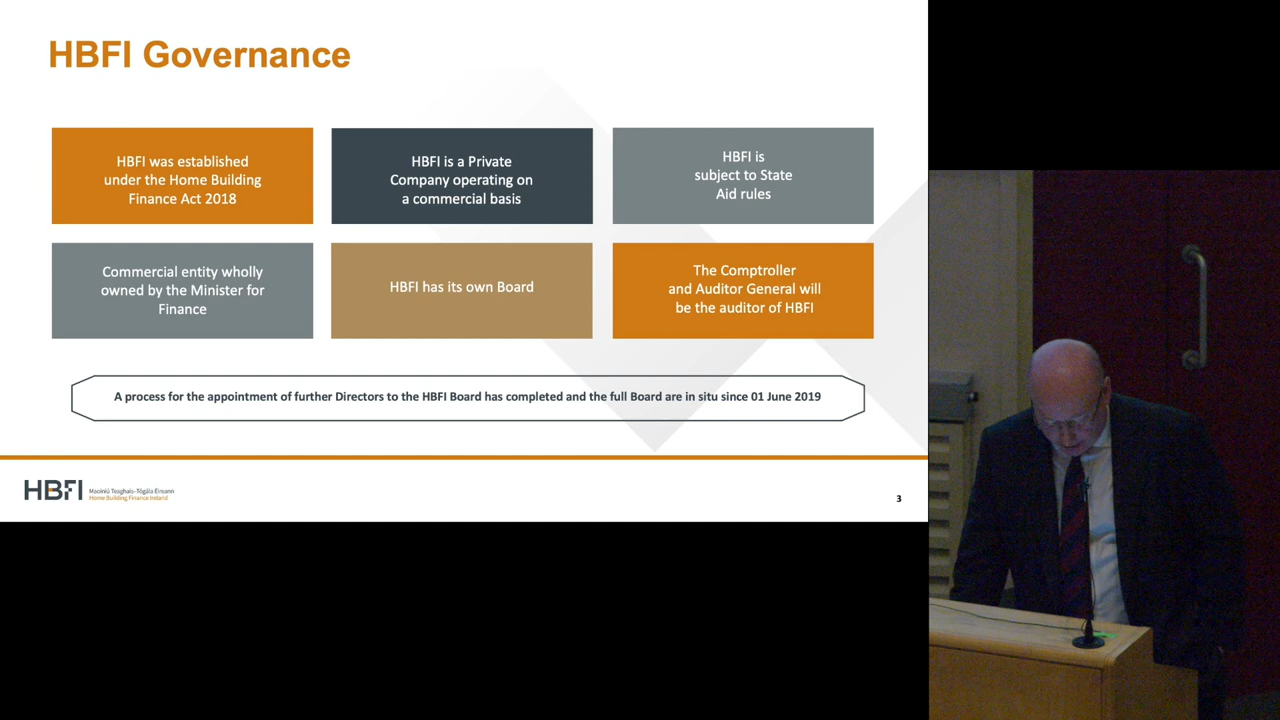 HBFI Governance
HBFI was established
under the Home Building
Finance Act 2018
HBFI is a Private
Company operating on
a commercial basis
HBFI is
subject to State
Aid rules
Commercial entity wholly
owned by the Minister for
Finance
HBFI has its own Board
The Comptroller
and Auditor General will
be the auditor of HBFI
A process for the appointment of further Directors to the HBFI Board has completed and the full Board are in situ since 01 June 2019
HBFI
Maoiniú Teaghais-Tógála Éireann
Home Building Finance Ireland
3